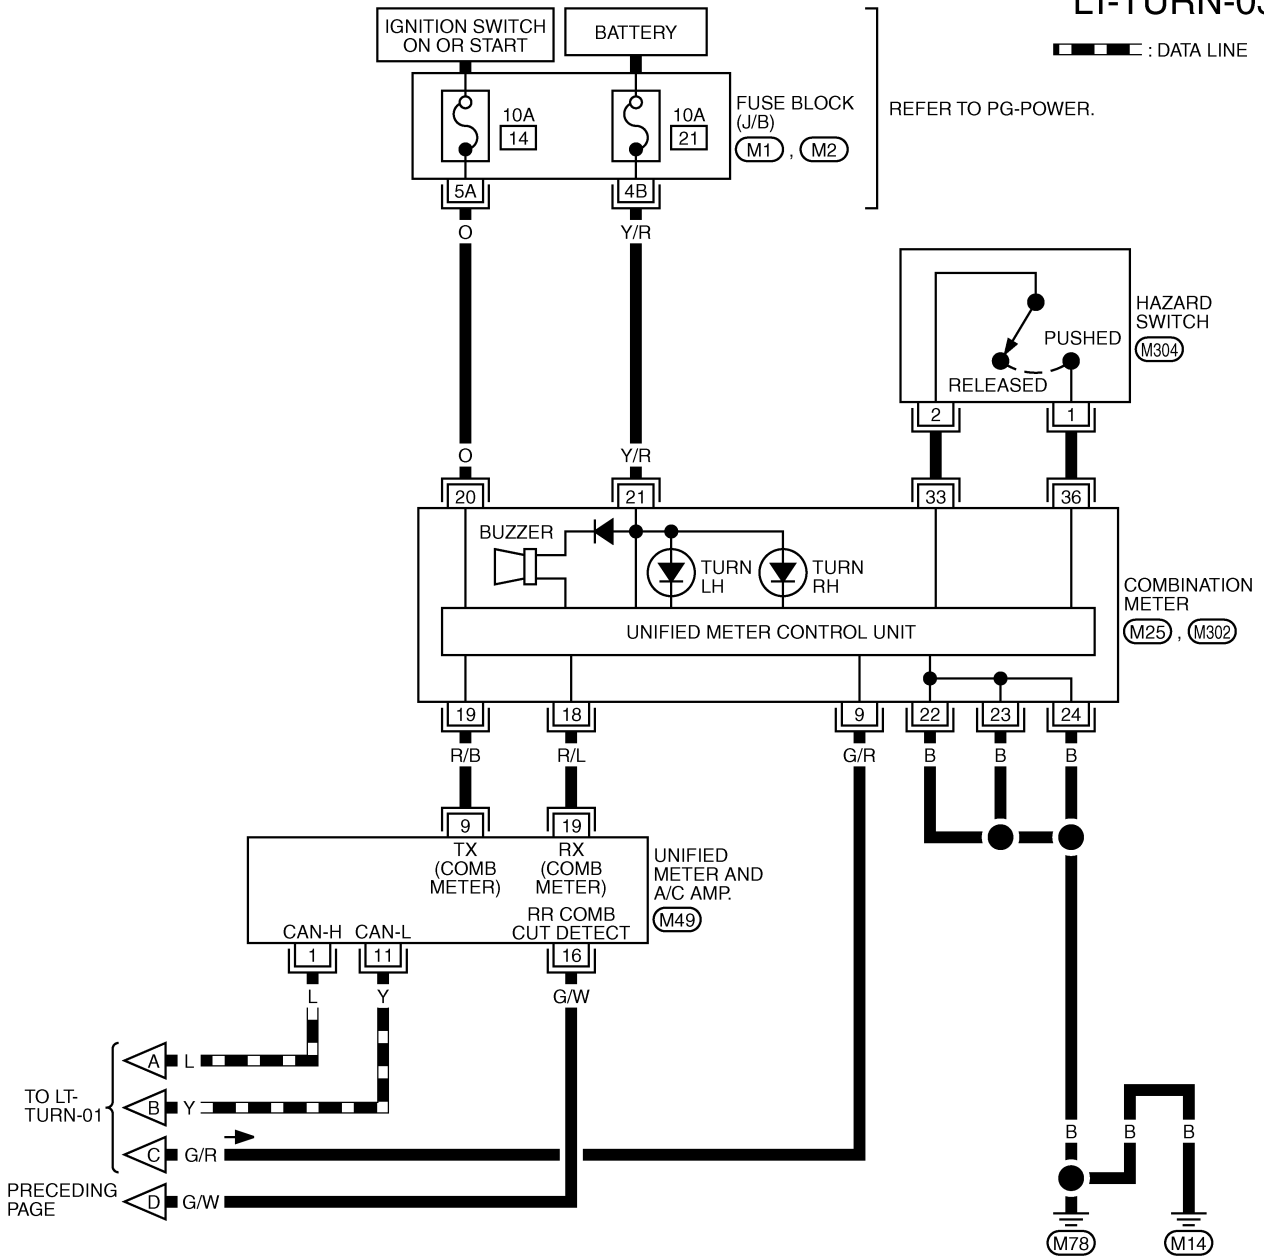 LT-TURN-03
: DATA LINE
IGNITION SWITCH
ON OR START
BATTERY
10A
14
10A
21
FUSE BLOCK
(J/B)
M1 , M2
REFER TO PG-POWER.
5A
4B
O
Y/R
HAZARD
SWITCH
M304
PUSHED
RELEASED
2
1
O
Y/R
20
21
33
36
BUZZER
TURN
LH
TURN
RH
COMBINATION
METER
M25 , M302
UNIFIED METER CONTROL UNIT
19
18
9
22
23
24
R/B
R/L
G/R
B
B
B
9
19
TX
(COMB
METER)
RX
(COMB
METER)
UNIFIED
METER AND
A/C AMP.
M49
RR COMB
CUT DETECT
CAN-H
CAN-L
1
11
16
L
Y
G/W
A
L
TO LT-
TURN-01
B
Y
C
G/R
B
B
B
PRECEDING
PAGE
D
G/W
M78
M14